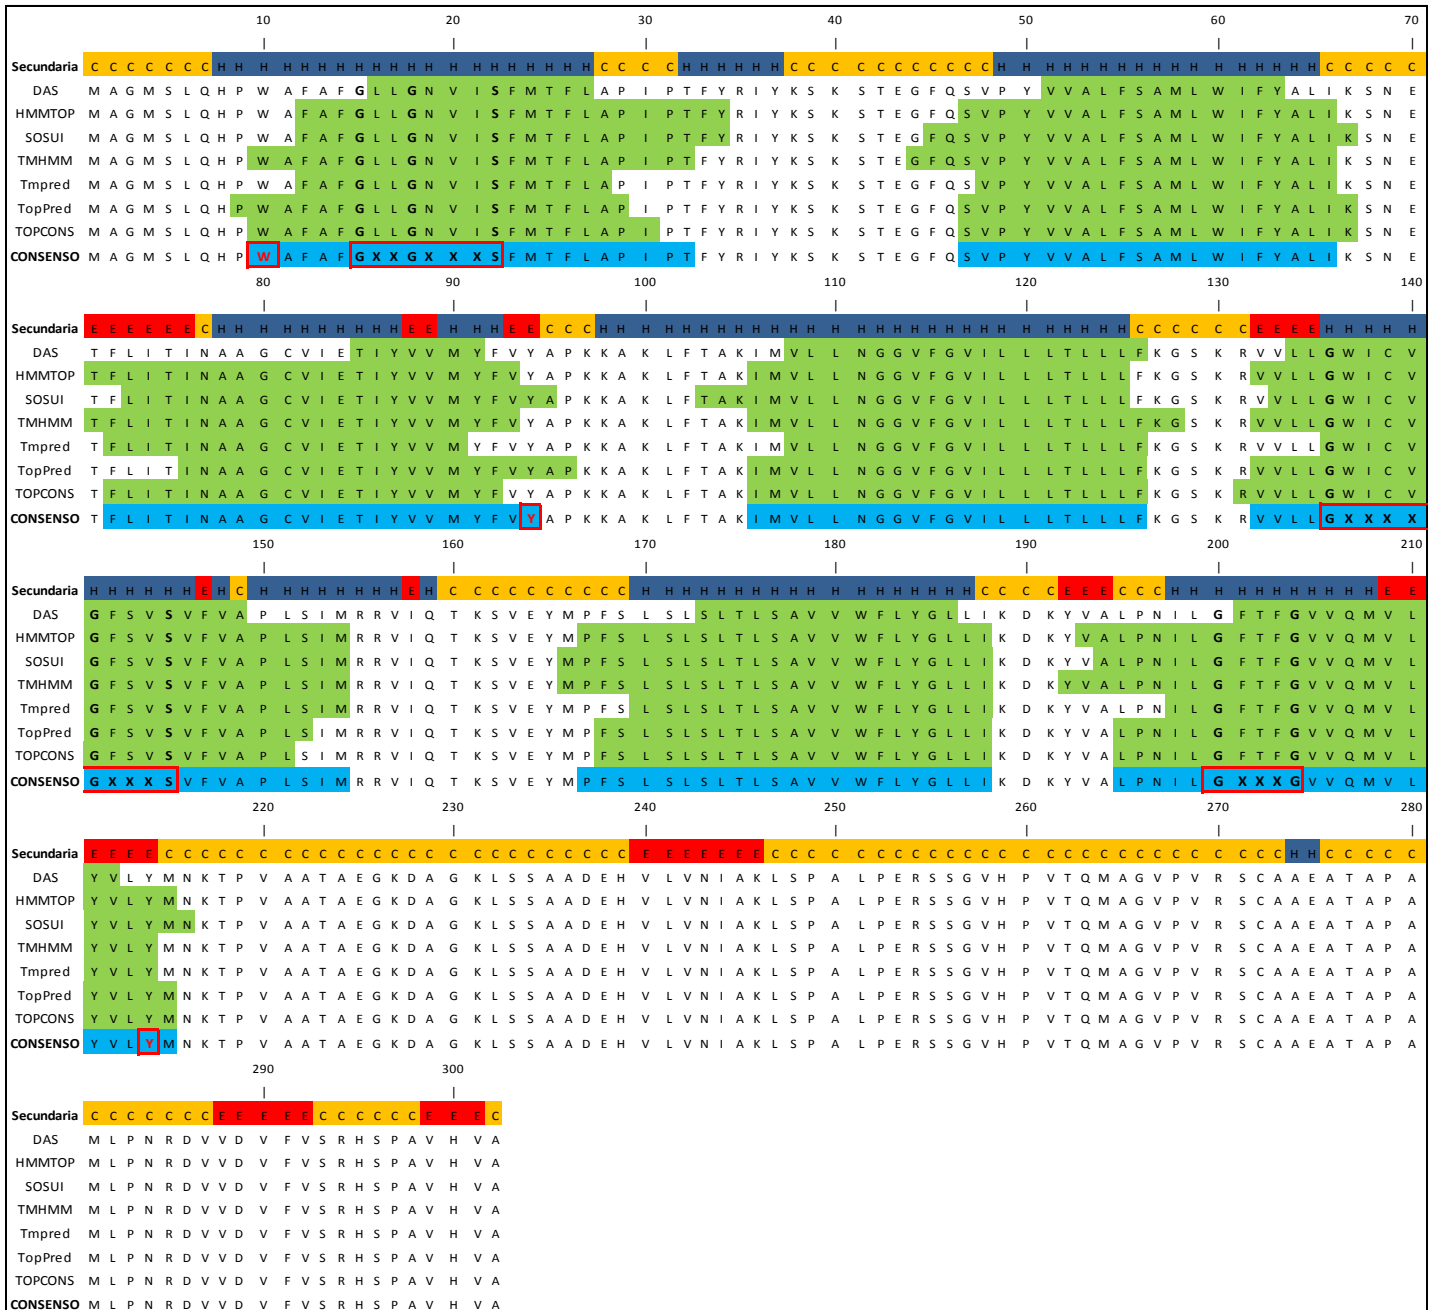 10 20 30 40 50 60 70
| | | | | | |
Secundaria C C C C C C C H H H H H H H H H H H H H H H H H H H H C C C C H H H H H H C C C C C C C C C C C H H H H H H H H H H H H H H H H H C C C C C
DAS M A G M S L Q H P W A F A F G L L G N V I S F M T F L A P I P T F Y R I Y K S K S T E G F Q S V P Y V V A L F S A M L W I F Y A L I K S N E
HMMTOP M A G M S L Q H P W A F A F G L L G N V I S F M T F L A P I P T F Y R I Y K S K S T E G F Q S V P Y V V A L F S A M L W I F Y A L I K S N E
SOSUI M A G M S L Q H P W A F A F G L L G N V I S F M T F L A P I P T F Y R I Y K S K S T E G F Q S V P Y V V A L F S A M L W I F Y A L I K S N E
TMHMM M A G M S L Q H P W A F A F G L L G N V I S F M T F L A P I P T F Y R I Y K S K S T E G F Q S V P Y V V A L F S A M L W I F Y A L I K S N E
Tmpred M A G M S L Q H P W A F A F G L L G N V I S F M T F L A P I P T F Y R I Y K S K S T E G F Q S V P Y V V A L F S A M L W I F Y A L I K S N E
TopPred M A G M S L Q H P W A F A F G L L G N V I S F M T F L A P I P T F Y R I Y K S K S T E G F Q S V P Y V V A L F S A M L W I F Y A L I K S N E
TOPCONS M A G M S L Q H P W A F A F G L L G N V I S F M T F L A P I P T F Y R I Y K S K S T E G F Q S V P Y V V A L F S A M L W I F Y A L I K S N E
CONSENSO M A G M S L Q H P W A F A F G X X G X X X S F M T F L A P I P T F Y R I Y K S K S T E G F Q S V P Y V V A L F S A M L W I F Y A L I K S N E
80 90 100 110 120 130 140
| | | | | | |
Secundaria E E E E E E C H H H H H H H H H H E E H H H E E C C C H H H H H H H H H H H H H H H H H H H H H H H H H H H H C C C C C C E E E E H H H H H
DAS T F L I T I N A A G C V I E T I Y V V M Y F V Y A P K K A K L F T A K I M V L L N G G V F G V I L L L T L L L F K G S K R V V L L G W I C V
HMMTOP T F L I T I N A A G C V I E T I Y V V M Y F V Y A P K K A K L F T A K I M V L L N G G V F G V I L L L T L L L F K G S K R V V L L G W I C V
SOSUI T F L I T I N A A G C V I E T I Y V V M Y F V Y A P K K A K L F T A K I M V L L N G G V F G V I L L L T L L L F K G S K R V V L L G W I C V
TMHMM T F L I T I N A A G C V I E T I Y V V M Y F V Y A P K K A K L F T A K I M V L L N G G V F G V I L L L T L L L F K G S K R V V L L G W I C V
Tmpred T F L I T I N A A G C V I E T I Y V V M Y F V Y A P K K A K L F T A K I M V L L N G G V F G V I L L L T L L L F K G S K R V V L L G W I C V
TopPred T F L I T I N A A G C V I E T I Y V V M Y F V Y A P K K A K L F T A K I M V L L N G G V F G V I L L L T L L L F K G S K R V V L L G W I C V
TOPCONS T F L I T I N A A G C V I E T I Y V V M Y F V Y A P K K A K L F T A K I M V L L N G G V F G V I L L L T L L L F K G S K R V V L L G W I C V
CONSENSO T F L I T I N A A G C V I E T I Y V V M Y F V Y A P K K A K L F T A K I M V L L N G G V F G V I L L L T L L L F K G S K R V V L L G X X X X
150 160 170 180 190 200 210
| | | | | | |
Secundaria H H H H H H E H C H H H H H H H H E H C C C C C C C C C C H H H H H H H H H H H H H H H H H H C C C C E E E C C C H H H H H H H H H H H E E
DAS G F S V S V F V A P L S I M R R V I Q T K S V E Y M P F S L S L S L T L S A V V W F L Y G L L I K D K Y V A L P N I L G F T F G V V Q M V L
HMMTOP G F S V S V F V A P L S I M R R V I Q T K S V E Y M P F S L S L S L T L S A V V W F L Y G L L I K D K Y V A L P N I L G F T F G V V Q M V L
SOSUI G F S V S V F V A P L S I M R R V I Q T K S V E Y M P F S L S L S L T L S A V V W F L Y G L L I K D K Y V A L P N I L G F T F G V V Q M V L
TMHMM G F S V S V F V A P L S I M R R V I Q T K S V E Y M P F S L S L S L T L S A V V W F L Y G L L I K D K Y V A L P N I L G F T F G V V Q M V L
Tmpred G F S V S V F V A P L S I M R R V I Q T K S V E Y M P F S L S L S L T L S A V V W F L Y G L L I K D K Y V A L P N I L G F T F G V V Q M V L
TopPred G F S V S V F V A P L S I M R R V I Q T K S V E Y M P F S L S L S L T L S A V V W F L Y G L L I K D K Y V A L P N I L G F T F G V V Q M V L
TOPCONS G F S V S V F V A P L S I M R R V I Q T K S V E Y M P F S L S L S L T L S A V V W F L Y G L L I K D K Y V A L P N I L G F T F G V V Q M V L
CONSENSO G X X X S V F V A P L S I M R R V I Q T K S V E Y M P F S L S L S L T L S A V V W F L Y G L L I K D K Y V A L P N I L G X X X G V V Q M V L
220 230 240 250 260 270 280
| | | | | | |
Secundaria E E E E C C C C C C C C C C C C C C C C C C C C C C C C C E E E E E E E C C C C C C C C C C C C C C C C C C C C C C C C C C C H H C C C C C
DAS Y V L Y M N K T P V A A T A E G K D A G K L S S A A D E H V L V N I A K L S P A L P E R S S G V H P V T Q M A G V P V R S C A A E A T A P A
HMMTOP Y V L Y M N K T P V A A T A E G K D A G K L S S A A D E H V L V N I A K L S P A L P E R S S G V H P V T Q M A G V P V R S C A A E A T A P A
SOSUI Y V L Y M N K T P V A A T A E G K D A G K L S S A A D E H V L V N I A K L S P A L P E R S S G V H P V T Q M A G V P V R S C A A E A T A P A
TMHMM Y V L Y M N K T P V A A T A E G K D A G K L S S A A D E H V L V N I A K L S P A L P E R S S G V H P V T Q M A G V P V R S C A A E A T A P A
Tmpred Y V L Y M N K T P V A A T A E G K D A G K L S S A A D E H V L V N I A K L S P A L P E R S S G V H P V T Q M A G V P V R S C A A E A T A P A
TopPred Y V L Y M N K T P V A A T A E G K D A G K L S S A A D E H V L V N I A K L S P A L P E R S S G V H P V T Q M A G V P V R S C A A E A T A P A
TOPCONS Y V L Y M N K T P V A A T A E G K D A G K L S S A A D E H V L V N I A K L S P A L P E R S S G V H P V T Q M A G V P V R S C A A E A T A P A
CONSENSO Y V L Y M N K T P V A A T A E G K D A G K L S S A A D E H V L V N I A K L S P A L P E R S S G V H P V T Q M A G V P V R S C A A E A T A P A
290 300
| |
Secundaria C C C C C C C E E E E E C C C C C C E E E C
DAS M L P N R D V V D V F V S R H S P A V H V A
HMMTOP M L P N R D V V D V F V S R H S P A V H V A
SOSUI M L P N R D V V D V F V S R H S P A V H V A
TMHMM M L P N R D V V D V F V S R H S P A V H V A
Tmpred M L P N R D V V D V F V S R H S P A V H V A
TopPred M L P N R D V V D V F V S R H S P A V H V A
TOPCONS M L P N R D V V D V F V S R H S P A V H V A
CONSENSO M L P N R D V V D V F V S R H S P A V H V A